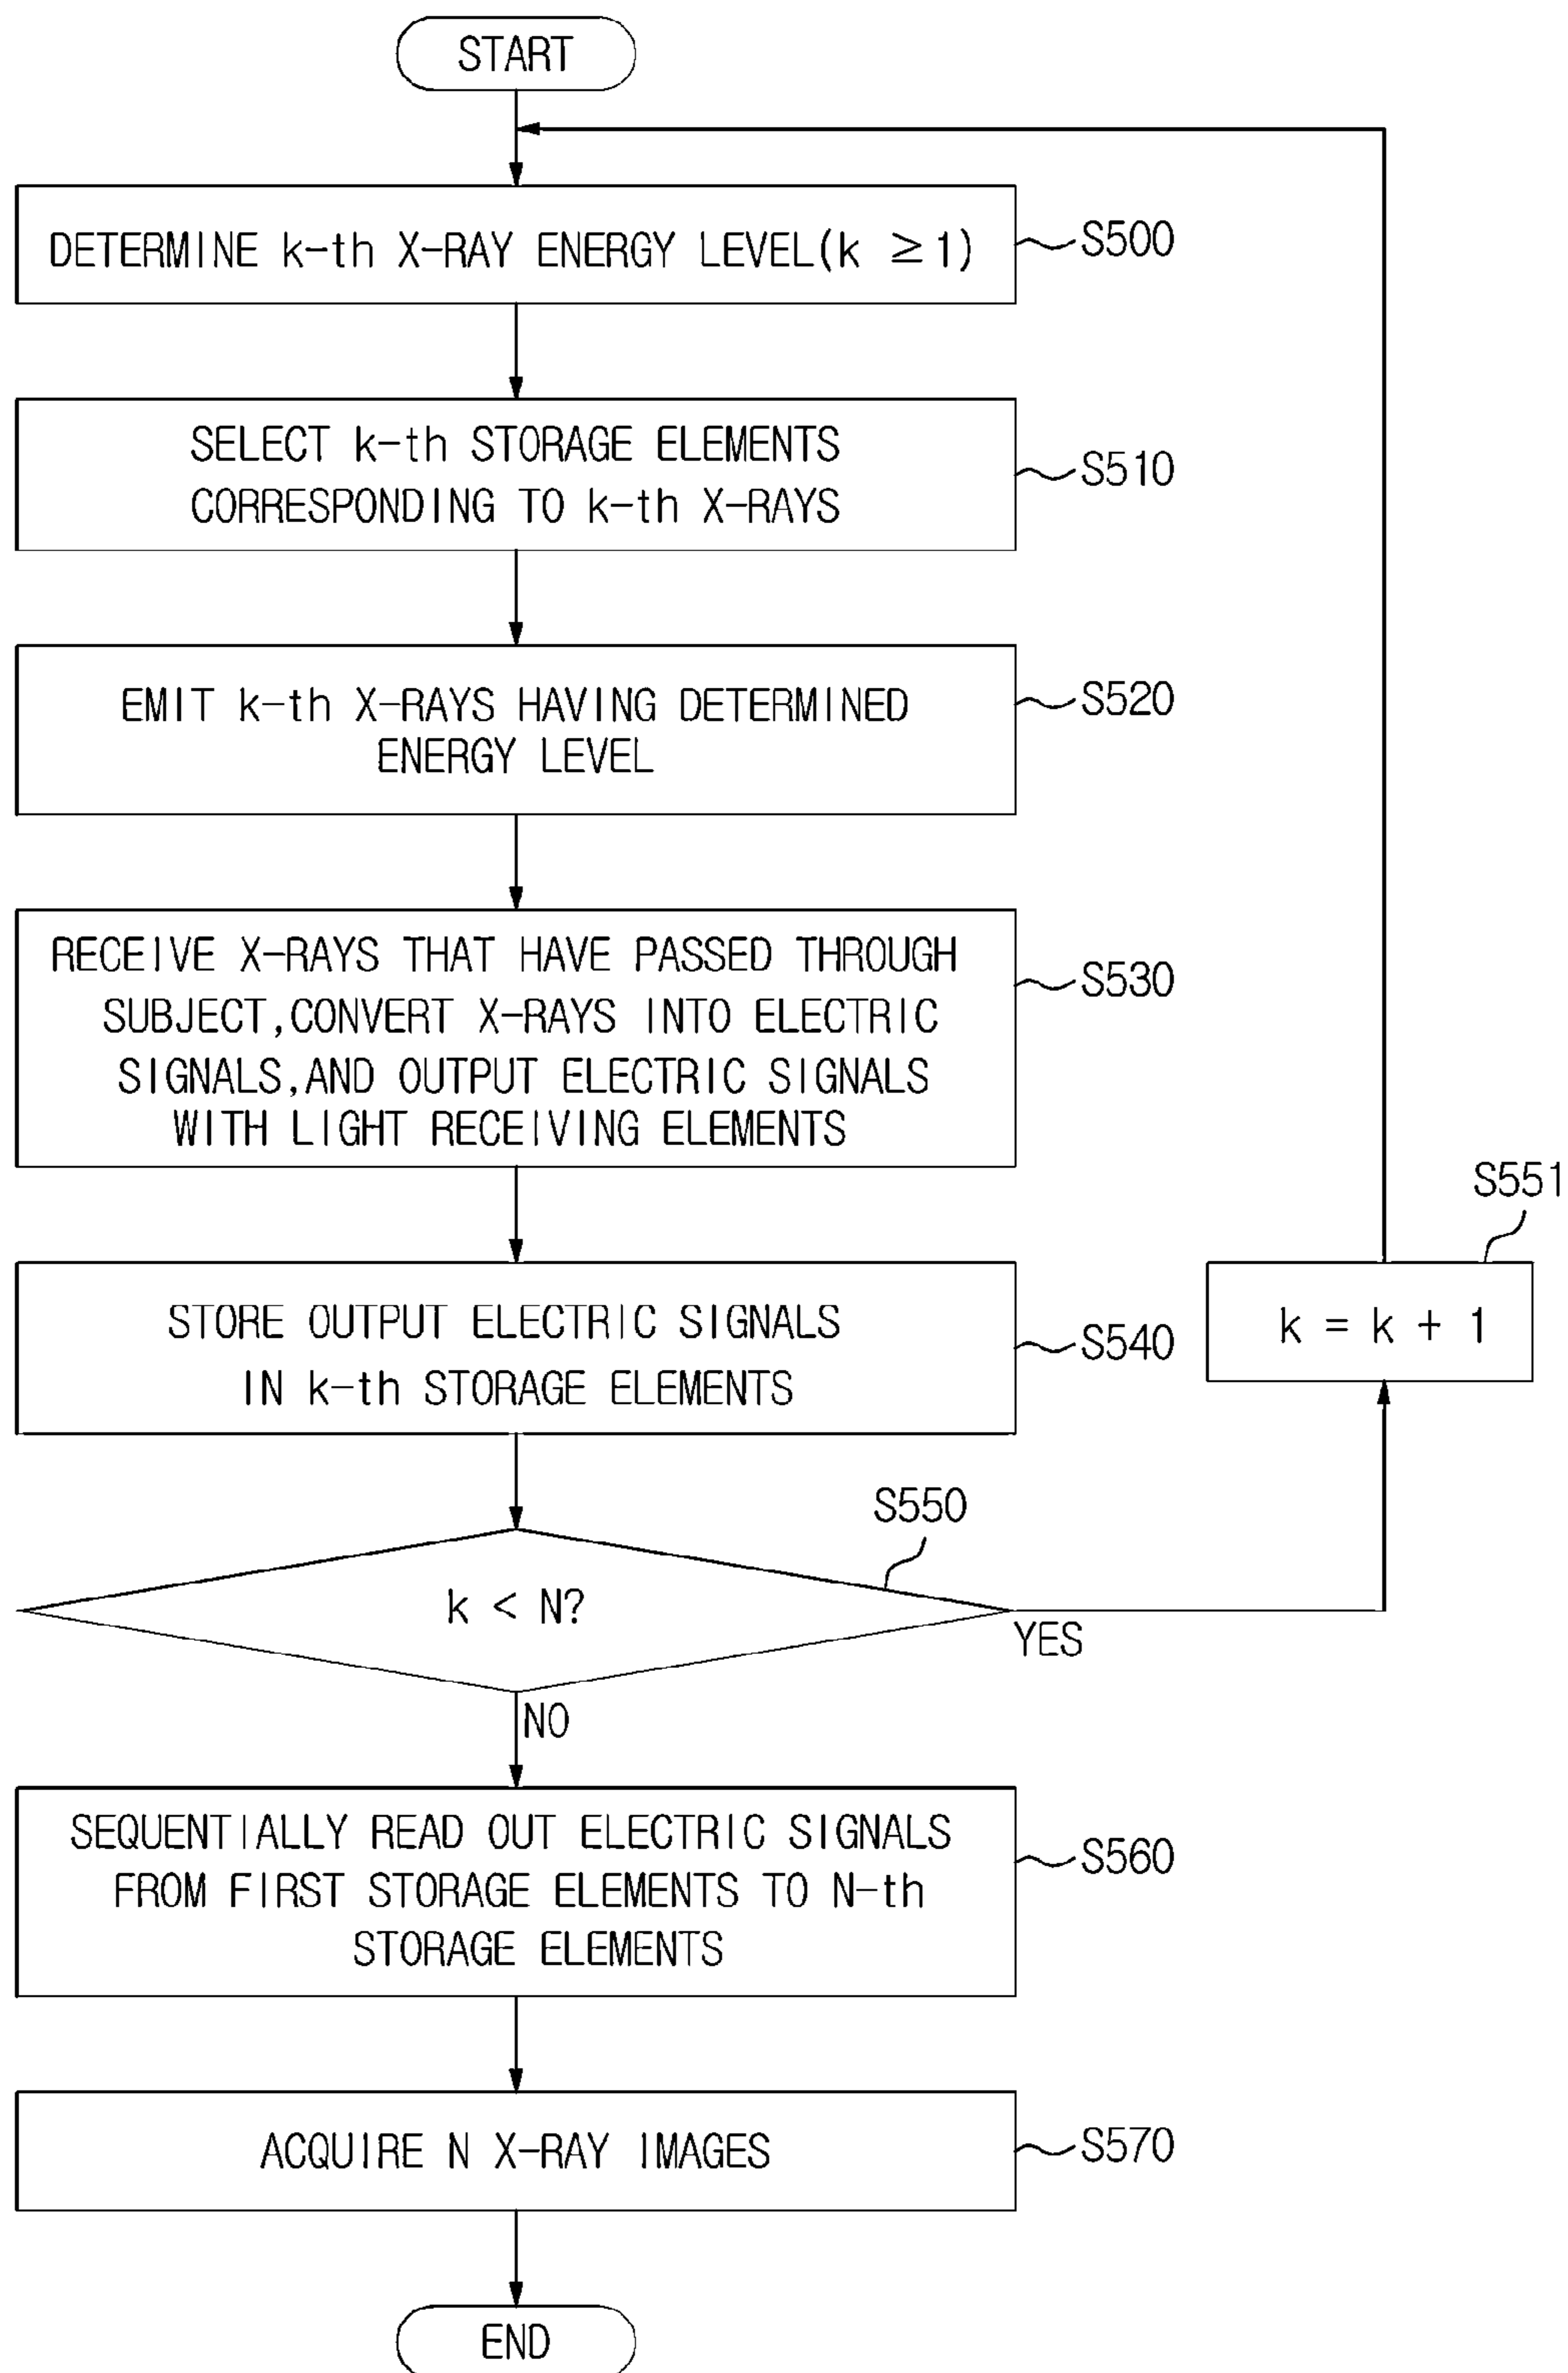 START
DETERMINE k-th X-RAY ENERGY LEVEL(k ≥ 1)
S500
SELECT k-th STORAGE ELEMENTS
CORRESPONDING TO k-th X-RAYS
S510
EMIT k-th X-RAYS HAVING DETERMINED
ENERGY LEVEL
S520
RECEIVE X-RAYS THAT HAVE PASSED THROUGH
SUBJECT,CONVERT X-RAYS INTO ELECTRIC
SIGNALS,AND OUTPUT ELECTRIC SIGNALS
WITH LIGHT RECEIVING ELEMENTS
S530
STORE OUTPUT ELECTRIC SIGNALS
IN k-th STORAGE ELEMENTS
S540
S551
k = k + 1
S550
k < N?
YES
NO
SEQUENTIALLY READ OUT ELECTRIC SIGNALS
FROM FIRST STORAGE ELEMENTS TO N-th
STORAGE ELEMENTS
S560
ACQUIRE N X-RAY IMAGES
S570
END